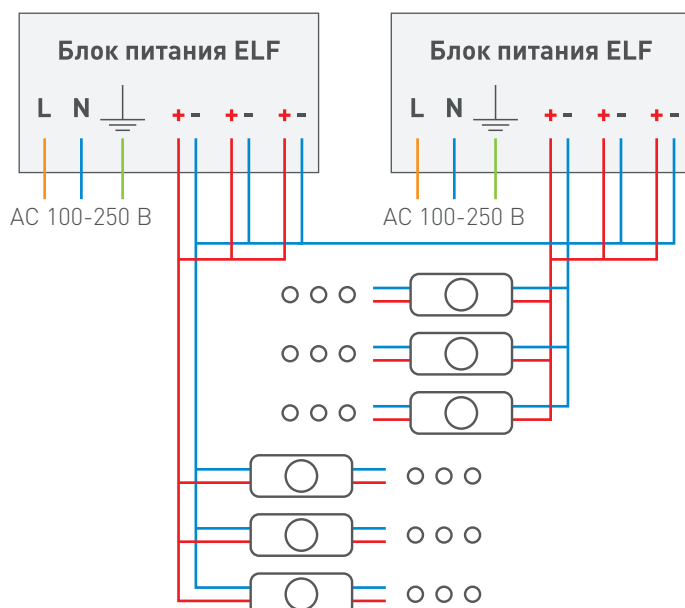 Блок питания ELF
L N + - + - + -
AC 100-250 В
Блок питания ELF
L N + - + - + -
AC 100-250 В